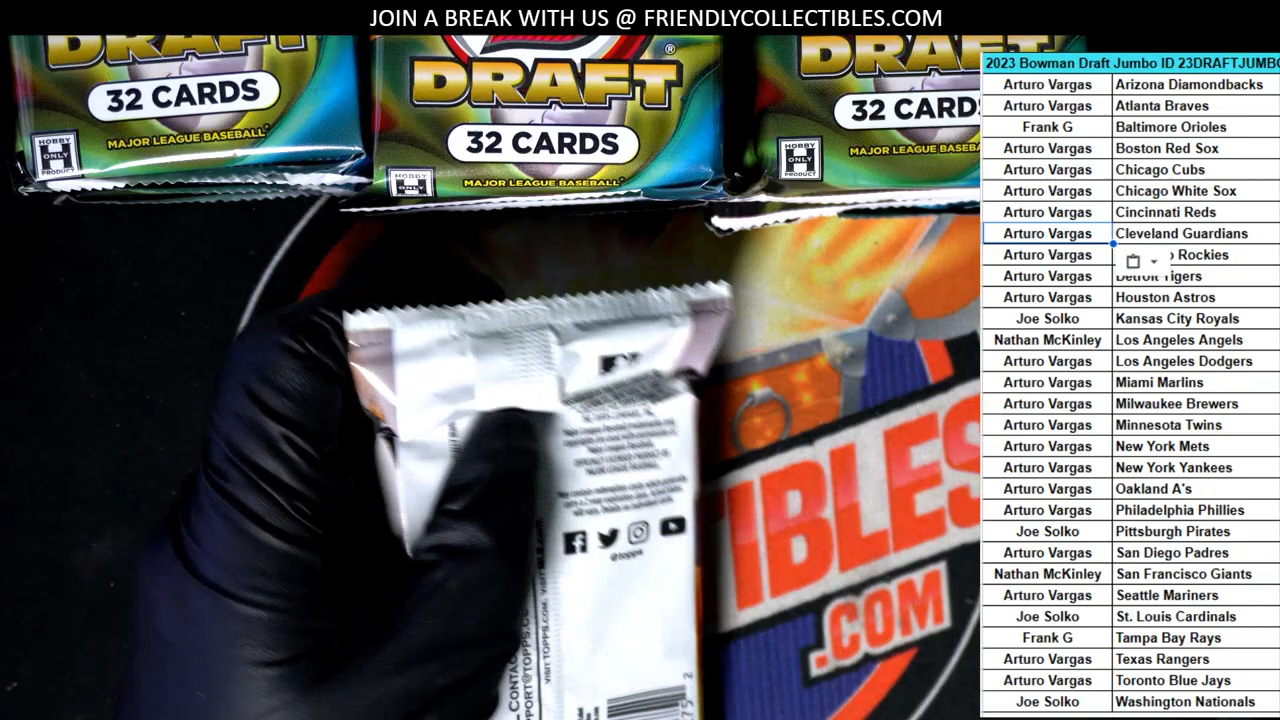 JOIN A BREAK WITH US @ FRIENDLYCOLLECTIBLES.COM
DRAFT
32 CARDS
MAJOR LEAGUE BASEBALL
HOBBY
ONLY
PRODUCT
DRAFT®
32 CARDS
MAJOR LEAGUE BASEBALL
HOBBY
ONLY
PRODUCT
DRAFT
32 CARDS
MAJOR LEAGUE BASEBA
HOBBY
ONLY
PRODUCT
@topps
IBLES
.COM
2023 Bowman Draft Jumbo ID 23DRAFTJUMBO
Arturo Vargas Arizona Diamondbacks
Arturo Vargas Atlanta Braves
Frank G Baltimore Orioles
Arturo Vargas Boston Red Sox
Arturo Vargas Chicago Cubs
Arturo Vargas Chicago White Sox
Arturo Vargas Cincinnati Reds
Arturo Vargas Cleveland Guardians
Arturo Vargas Rockies
Arturo Vargas Detroit Tigers
Arturo Vargas Houston Astros
Joe Solko Kansas City Royals
Nathan McKinley Los Angeles Angels
Arturo Vargas Los Angeles Dodgers
Arturo Vargas Miami Marlins
Arturo Vargas Milwaukee Brewers
Arturo Vargas Minnesota Twins
Arturo Vargas New York Mets
Arturo Vargas New York Yankees
Arturo Vargas Oakland A's
Arturo Vargas Philadelphia Phillies
Joe Solko Pittsburgh Pirates
Arturo Vargas San Diego Padres
Nathan McKinley San Francisco Giants
Arturo Vargas Seattle Mariners
Joe Solko St. Louis Cardinals
Frank G Tampa Bay Rays
Arturo Vargas Texas Rangers
Arturo Vargas Toronto Blue Jays
Joe Solko Washington Nationals